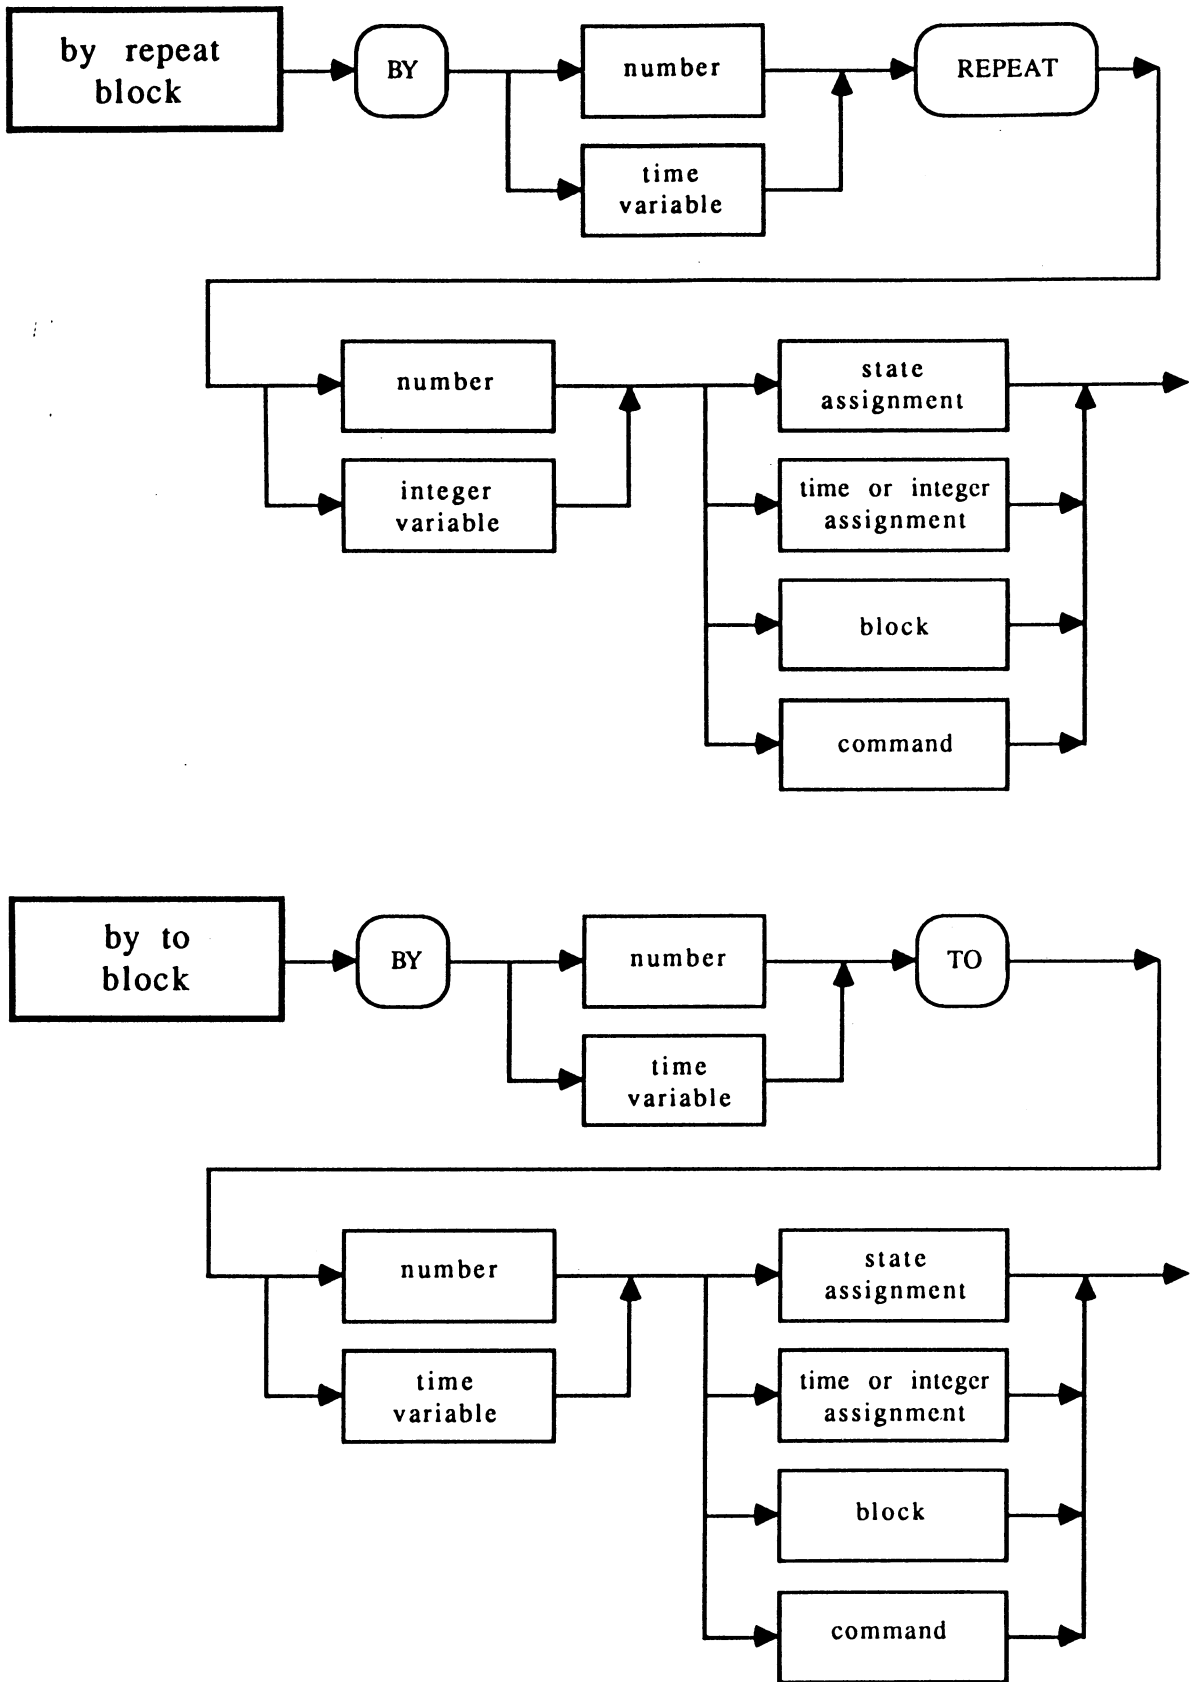 by repeat
block
BY
number
REPEAT
time
variable
number
state
assignment
integer
variable
time or integer
assignment
block
command
by to
block
BY
number
TO
time
variable
number
state
assignment
time
variable
time or integer
assignment
block
command